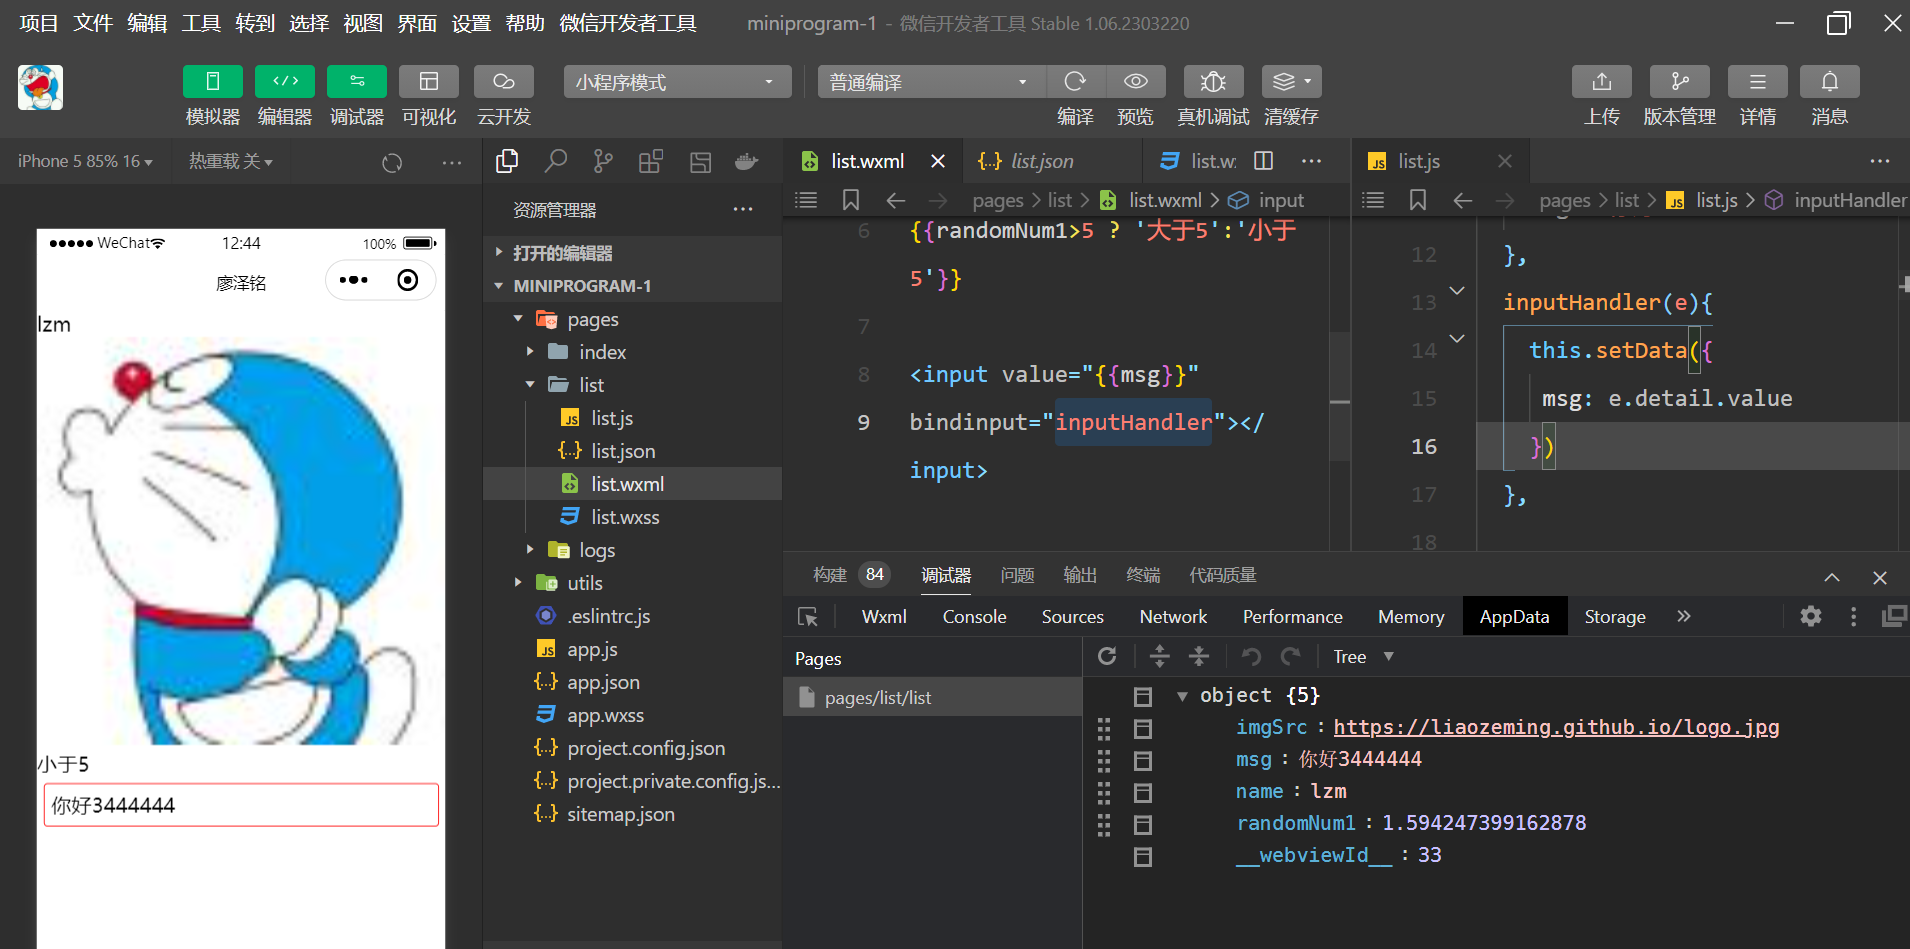 项目 文件 编辑 工具 转到 选择 视图 界面 设置 帮助 微信开发者工具 miniprogram-1 - 微信开发者工具 Stable 1.06.2303220
小程序模式 普通编译
模拟器 编辑器 调试器 可视化 云开发 编译 预览 真机调试 清缓存 上传 版本管理 详情 消息
iPhone 5 85% 16 热重载 关
WeChat 12:44 100%
廖泽铭
lzm
小于5
你好3444444
资源管理器
打开的编辑器
MINIPROGRAM-1
pages
index
list
list.js
list.json
list.wxml
list.wxss
logs
utils
.eslintrc.js
app.js
app.json
app.wxss
project.config.json
project.private.config.js...
sitemap.json
list.wxml list.json list.w
pages > list > list.wxml > input
6 {{randomNum1>5 ? '大于5':'小于
5'}}
7
8 <input value="{{msg}}"
9 bindinput="inputHandler"></
input>
list.js
pages > list > list.js > inputHandler
12 },
13 inputHandler(e){
14 this.setData({
15 msg: e.detail.value
16 })
17 },
18
构建 84 调试器 问题 输出 终端 代码质量
Wxml Console Sources Network Performance Memory AppData Storage »
Pages
pages/list/list
Tree
object {5}
imgSrc : https://liaozeming.github.io/logo.jpg
msg : 你好3444444
name : lzm
randomNum1 : 1.594247399162878
__webviewId__ : 33